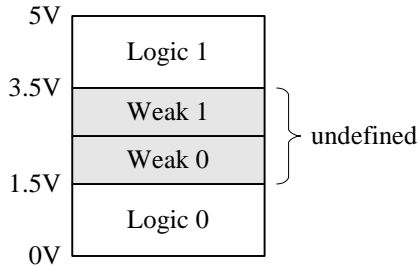 5V
Logic 1
3.5V
Weak 1
undefined
Weak 0
1.5V
Logic 0
0V